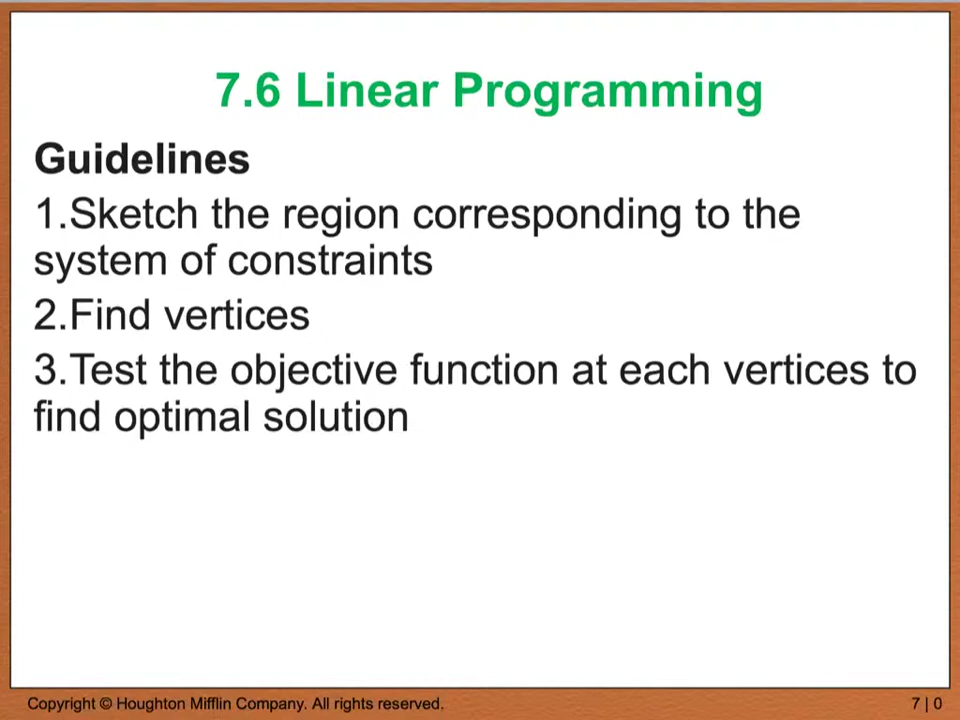 7.6 Linear Programming
Guidelines
1.Sketch the region corresponding to the
system of constraints
2.Find vertices
3.Test the objective function at each vertices to
find optimal solution
Copyright © Houghton Mifflin Company. All rights reserved.
7 | 0